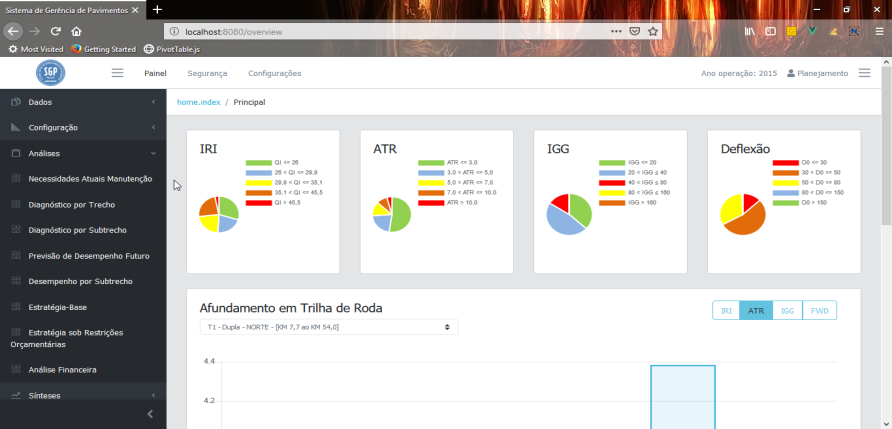 Sistema de Gerência de Pavimentos
localhost:8080/overview
Most Visited Getting Started PivotTable.js
SGP
Painel Segurança Configurações
Ano operação: 2015 Planejamento
Dados
Configuração
Análises
Necessidades Atuais Manutenção
Diagnóstico por Trecho
Diagnóstico por Subtrecho
Previsão de Desempenho Futuro
Desempenho por Subtrecho
Estratégia-Base
Estratégia sob Restrições
Orçamentárias
Análise Financeira
Sínteses
home.index / Principal
IRI
QI <= 26
26 < QI <= 29,9
29,9 < QI <= 35,1
35,1 < QI <= 45,5
QI > 45,5
ATR
ATR <= 3,0
3,0 < ATR <= 5,0
5,0 < ATR <= 7,0
7,0 < ATR <= 10,0
ATR > 10,0
IGG
IGG <= 20
20 < IGG ≤ 40
40 < IGG ≤ 80
80 < IGG ≤ 160
IGG > 160
Deflexão
D0 <= 30
30 < D0 <= 50
50 < D0 <= 80
80 < D0 <= 150
D0 > 150
Afundamento em Trilha de Roda
IRI ATR IGG FWD
T1 - Dupla - NORTE - [KM 7,7 ao KM 54,0]
4.4
4.2